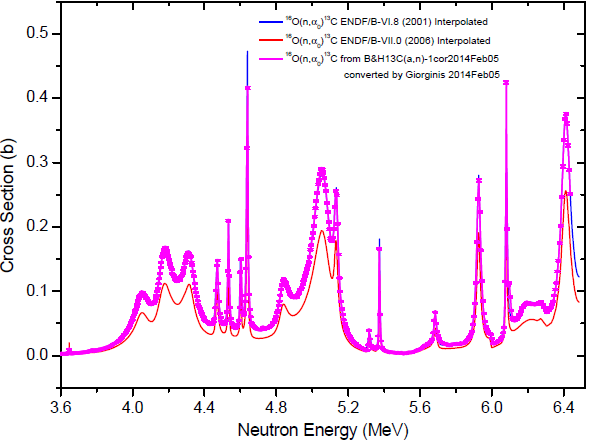 ¹⁶O(n,α₀)¹³C ENDF/B-VI.8 (2001) Interpolated
¹⁶O(n,α₀)¹³C ENDF/B-VII.0 (2006) Interpolated
¹⁶O(n,α₀)¹³C from B&H13C(a,n)-1cor2014Feb05
converted by Giorginis 2014Feb05
0.5
0.4
0.3
0.2
0.1
0.0
Cross Section (b)
3.6 4.0 4.4 4.8 5.2 5.6 6.0 6.4
Neutron Energy (MeV)